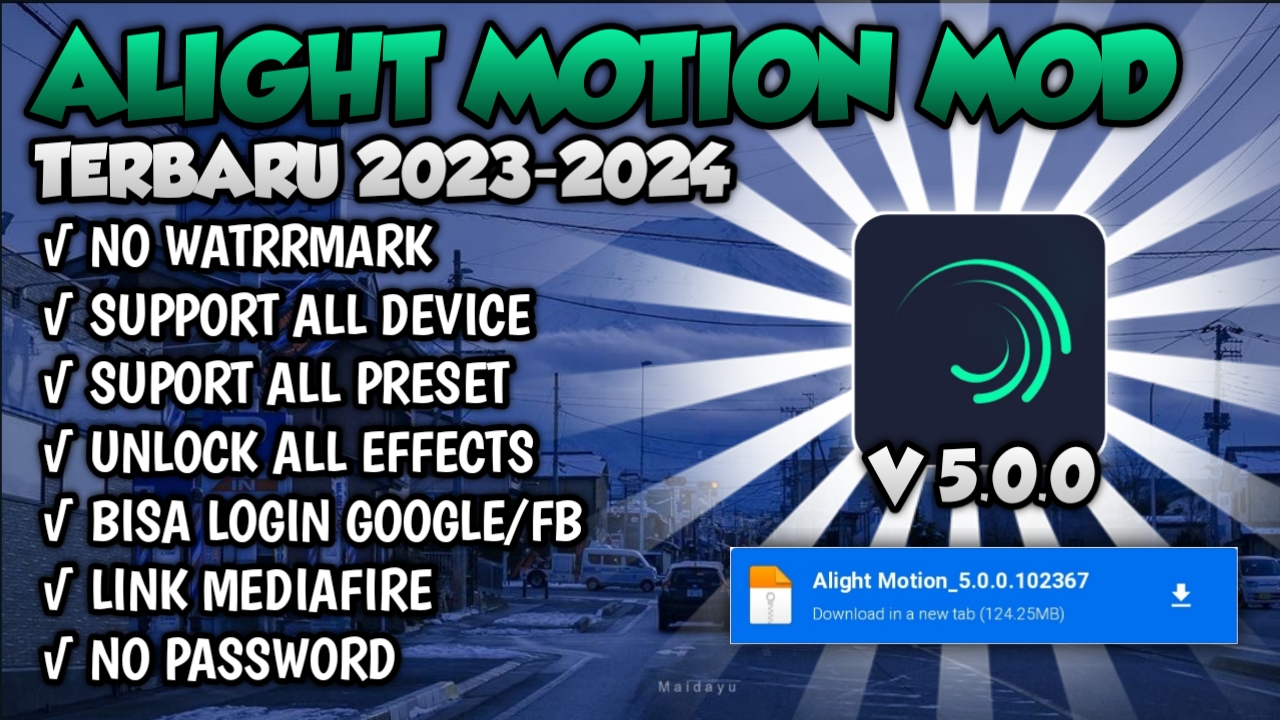 ALIGHT MOTION MOD
TERBARU 2023-2024
√ NO WATRRMARK
√ SUPPORT ALL DEVICE
√ SUPORT ALL PRESET
√ UNLOCK ALL EFFECTS
√ BISA LOGIN GOOGLE/FB
√ LINK MEDIAFIRE
√ NO PASSWORD
V 5.0.0
Alight Motion_5.0.0.102367
Download in a new tab (124.25MB)
Maidayu